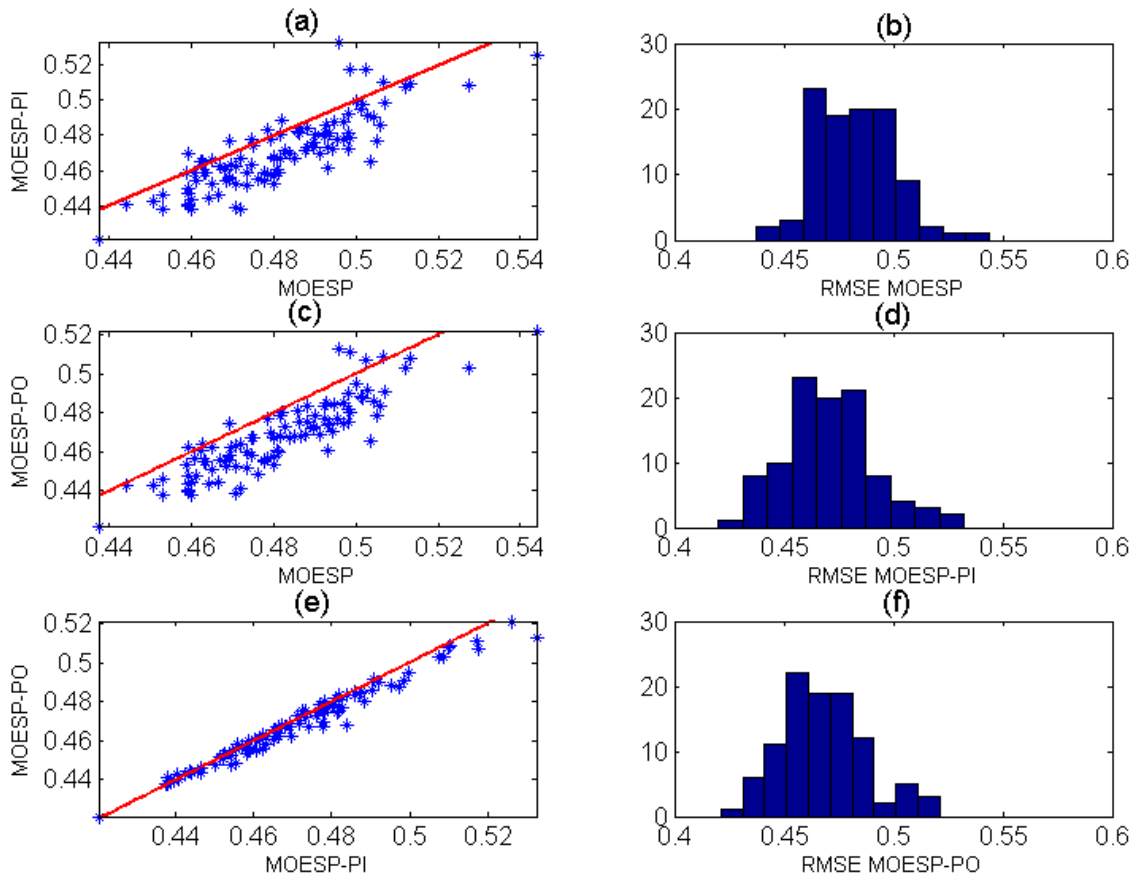 (a)
0.52
0.5
0.48
0.46
0.44
MOESP-PI
0.44 0.46 0.48 0.5 0.52 0.54
MOESP
(b)
30
20
10
0
0.4 0.45 0.5 0.55 0.6
RMSE MOESP
(c)
0.52
0.5
0.48
0.46
0.44
MOESP-PO
0.44 0.46 0.48 0.5 0.52 0.54
MOESP
(d)
30
20
10
0
0.4 0.45 0.5 0.55 0.6
RMSE MOESP-PI
(e)
0.52
0.5
0.48
0.46
0.44
MOESP-PO
0.44 0.46 0.48 0.5 0.52
MOESP-PI
(f)
30
20
10
0
0.4 0.45 0.5 0.55 0.6
RMSE MOESP-PO